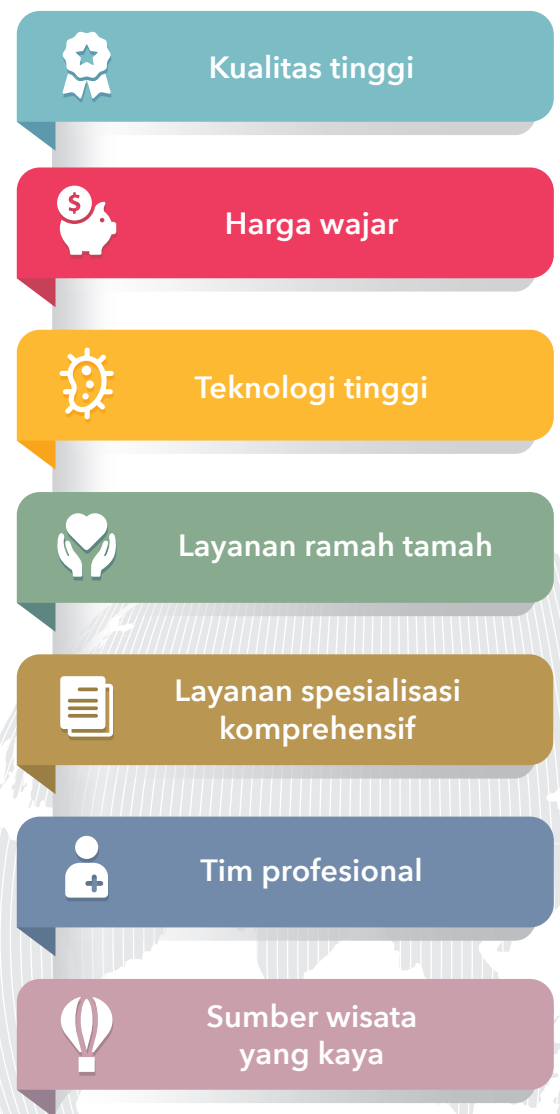 Kualitas tinggi
$
Harga wajar
Teknologi tinggi
Layanan ramah tamah
Layanan spesialisasi
komprehensif
Tim profesional
Sumber wisata
yang kaya